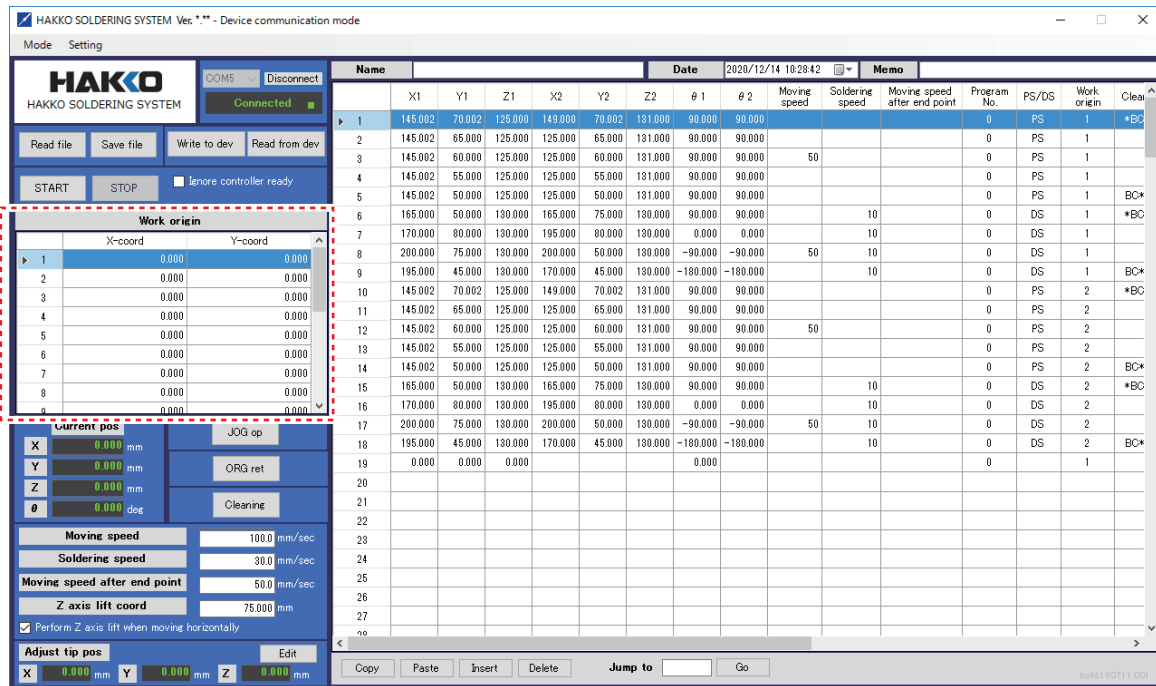 HAKKO SOLDERING SYSTEM Ver. *.** - Device communication mode
Mode Setting
HAKKO
HAKKO SOLDERING SYSTEM
COM5 Disconnect
Connected
Read file Save file Write to dev Read from dev
START STOP Ignore controller ready
Work origin
X-coord Y-coord
1 0.000 0.000
2 0.000 0.000
3 0.000 0.000
4 0.000 0.000
5 0.000 0.000
6 0.000 0.000
7 0.000 0.000
8 0.000 0.000
9 0.000 0.000
Current pos
X 0.000 mm
Y 0.000 mm
Z 0.000 mm
θ 0.000 deg
JOG op
ORG ret
Cleaning
Moving speed 100.0 mm/sec
Soldering speed 30.0 mm/sec
Moving speed after end point 50.0 mm/sec
Z axis lift coord 75.000 mm
Perform Z axis lift when moving horizontally
Adjust tip pos Edit
X 0.000 mm Y 0.000 mm Z 0.000 mm
Name Date 2020/12/14 10:28:42 Memo
X1 Y1 Z1 X2 Y2 Z2 θ 1 θ 2 Moving speed Soldering speed Moving speed after end point Program No. PS/DS Work origin Clea
1 145.002 70.002 125.000 149.000 70.002 131.000 90.000 90.000 0 PS 1 *BC
2 145.002 65.000 125.000 125.000 65.000 131.000 90.000 90.000 0 PS 1
3 145.002 60.000 125.000 125.000 60.000 131.000 90.000 90.000 50 0 PS 1
4 145.002 55.000 125.000 125.000 55.000 131.000 90.000 90.000 0 PS 1
5 145.002 50.000 125.000 125.000 50.000 131.000 90.000 90.000 0 PS 1 BC*
6 165.000 50.000 130.000 165.000 75.000 130.000 90.000 90.000 10 0 DS 1 *BC
7 170.000 80.000 130.000 195.000 80.000 130.000 0.000 0.000 10 0 DS 1
8 200.000 75.000 130.000 200.000 50.000 130.000 -90.000 -90.000 50 10 0 DS 1
9 195.000 45.000 130.000 170.000 45.000 130.000 -180.000 -180.000 10 0 DS 1 BC*
10 145.002 70.002 125.000 149.000 70.002 131.000 90.000 90.000 0 PS 2 *BC
11 145.002 65.000 125.000 125.000 65.000 131.000 90.000 90.000 0 PS 2
12 145.002 60.000 125.000 125.000 60.000 131.000 90.000 90.000 50 0 PS 2
13 145.002 55.000 125.000 125.000 55.000 131.000 90.000 90.000 0 PS 2
14 145.002 50.000 125.000 125.000 50.000 131.000 90.000 90.000 0 PS 2 BC*
15 165.000 50.000 130.000 165.000 75.000 130.000 90.000 90.000 10 0 DS 2 *BC
16 170.000 80.000 130.000 195.000 80.000 130.000 0.000 0.000 10 0 DS 2
17 200.000 75.000 130.000 200.000 50.000 130.000 -90.000 -90.000 50 10 0 DS 2
18 195.000 45.000 130.000 170.000 45.000 130.000 -180.000 -180.000 10 0 DS 2 BC*
19 0.000 0.000 0.000 0.000 0 1
20
21
22
23
24
25
26
27
28
Copy Paste Insert Delete Jump to Go
build180711.001